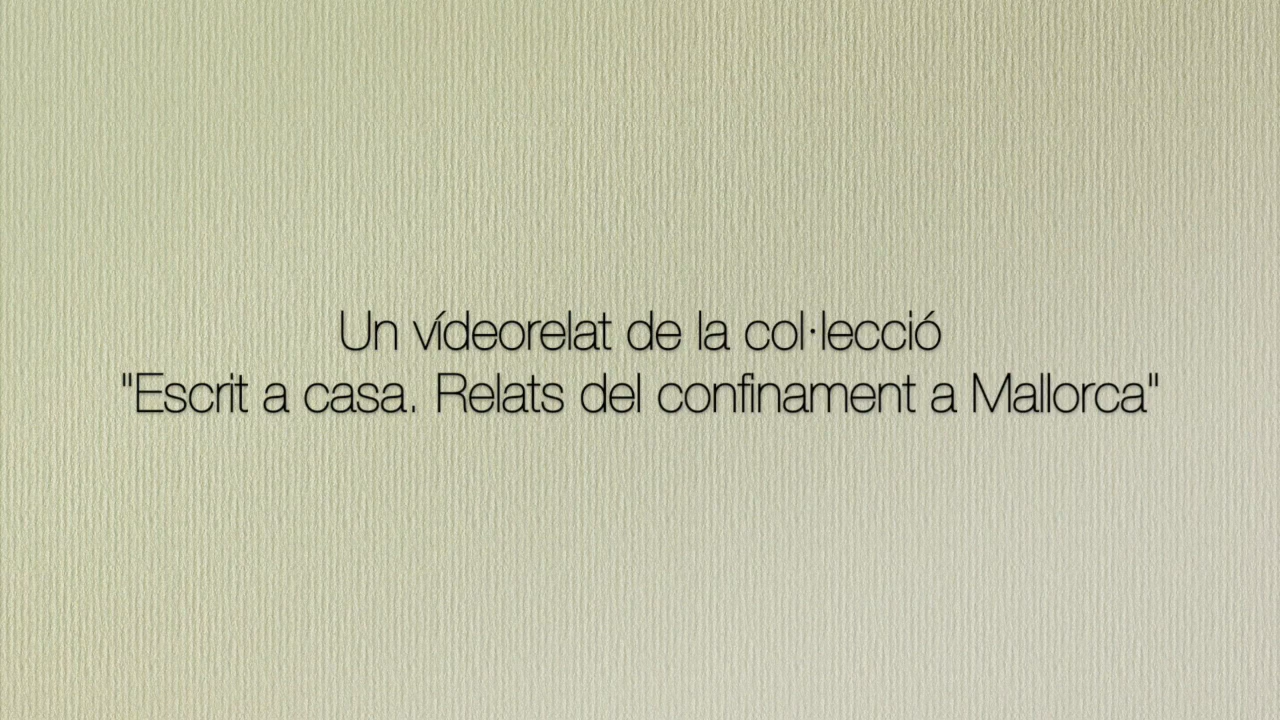 Un vídeorelat de la col·lecció
"Escrit a casa. Relats del confinament a Mallorca"